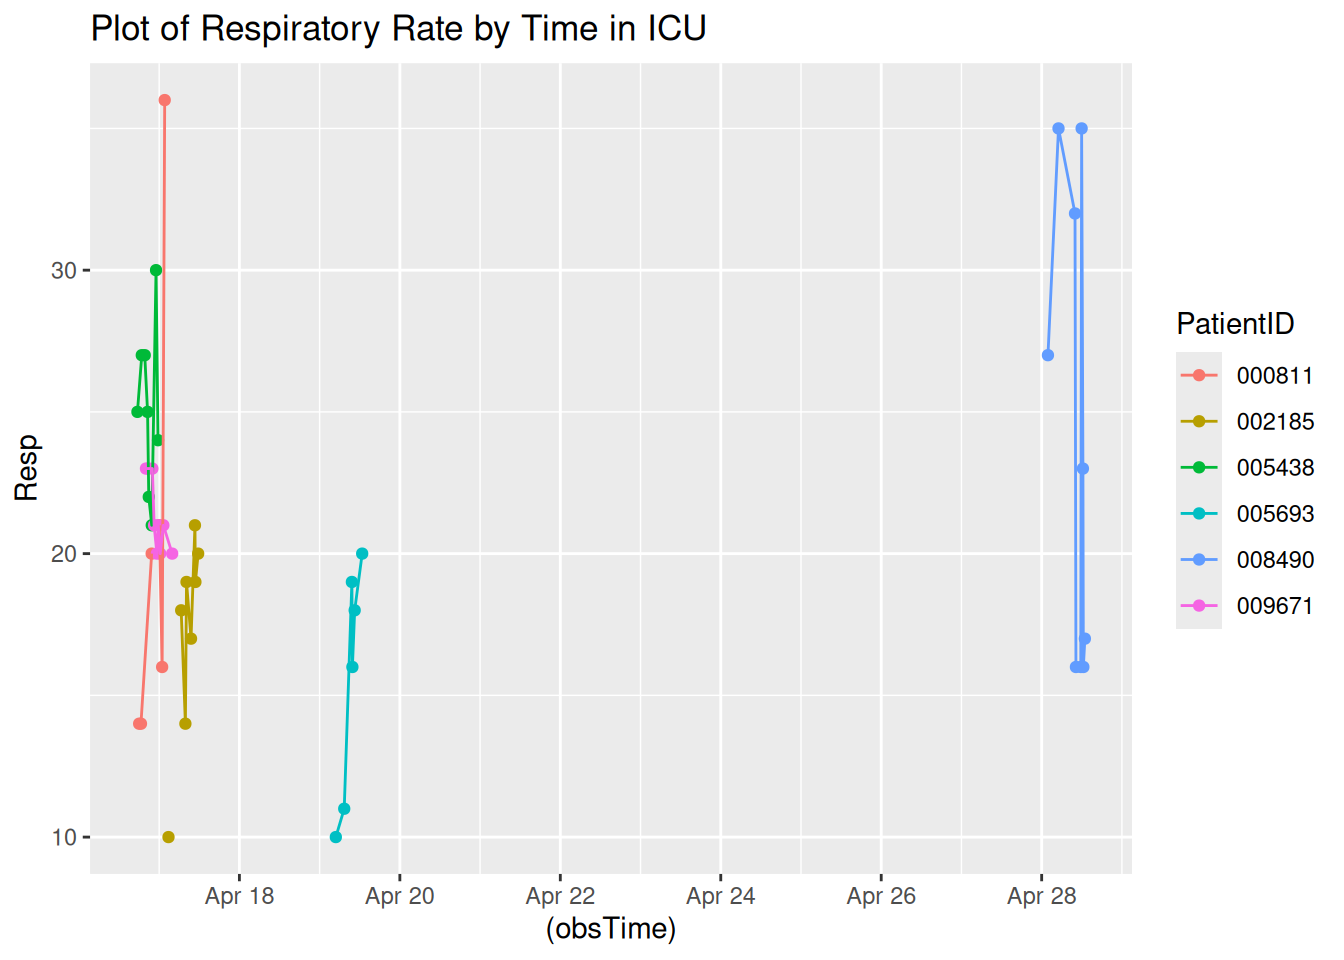 Plot of Respiratory Rate by Time in ICU
Resp
30
20
10
Apr 18
Apr 20
Apr 22
Apr 24
Apr 26
Apr 28
(obsTime)
PatientID
000811
002185
005438
005693
008490
009671